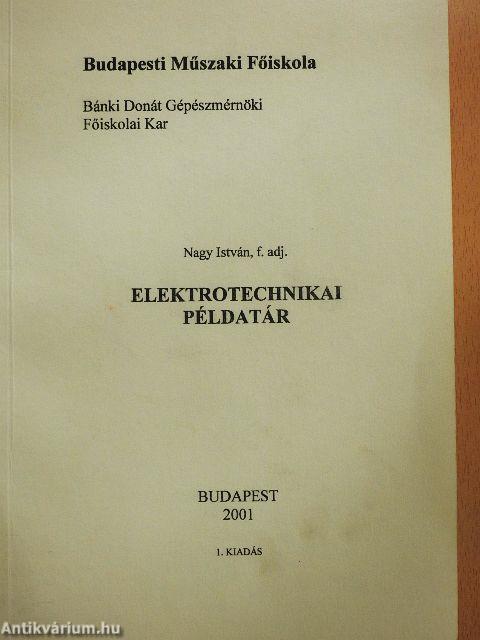 Budapesti Műszaki Főiskola
Bánki Donát Gépészmérnöki
Főiskolai Kar
Nagy István, f. adj.
ELEKTROTECHNIKAI
PÉLDATÁR
BUDAPEST
2001
1. KIADÁS
Antikvárium.hu